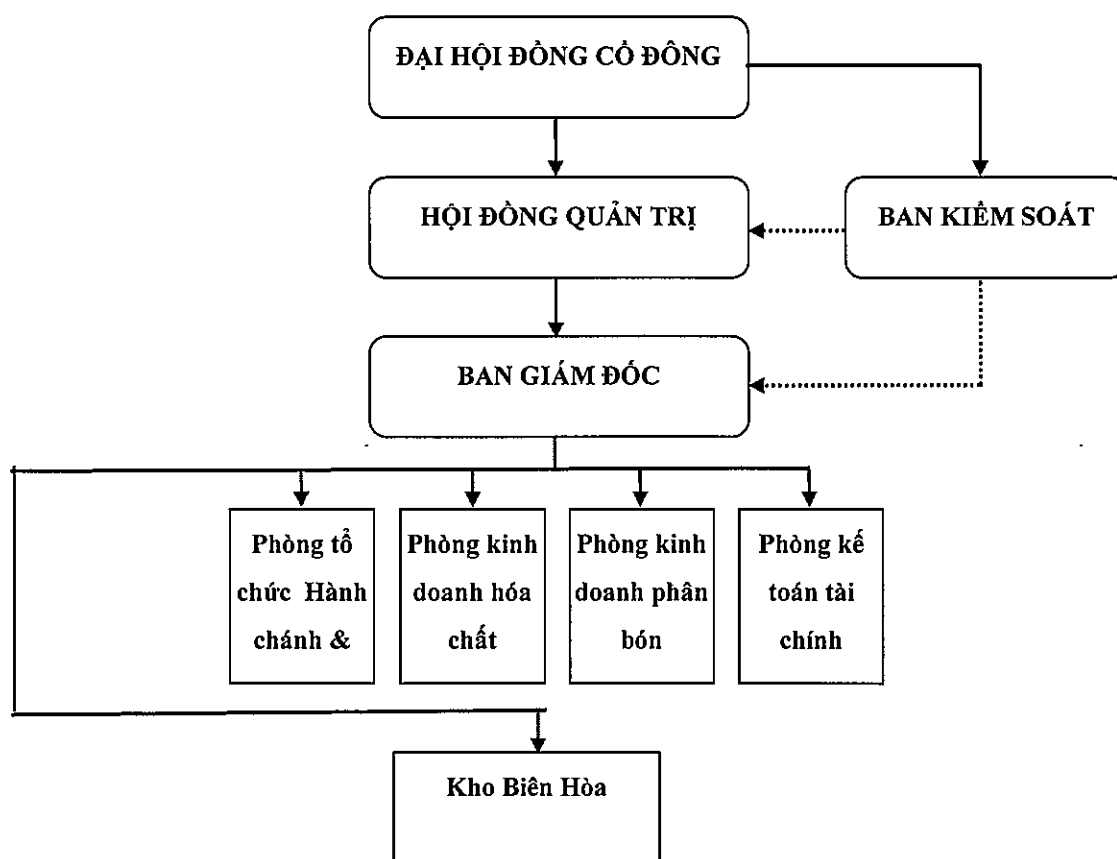 ĐẠI HỘI ĐỒNG CỔ ĐÔNG
HỘI ĐỒNG QUẢN TRỊ
BAN KIỂM SOÁT
BAN GIÁM ĐỐC
Phòng tổ
chức Hành
chánh &
Phòng kinh
doanh hóa
chất
Phòng kinh
doanh phân
bón
Phòng kế
toán tài
chính
Kho Biên Hòa